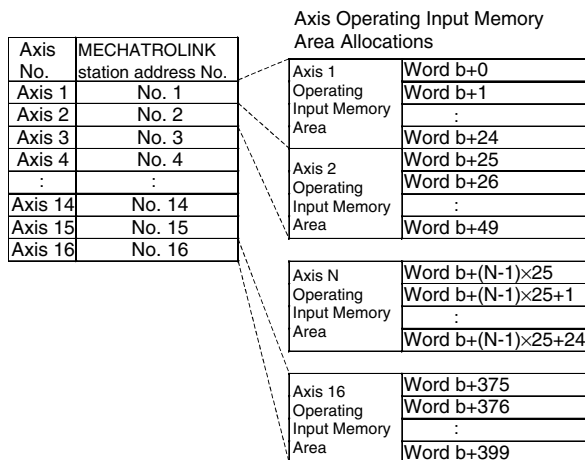 Axis Operating Input Memory
Area Allocations
Axis No. MECHATROLINK station address No.
Axis 1 No. 1
Axis 2 No. 2
Axis 3 No. 3
Axis 4 No. 4
: :
Axis 14 No. 14
Axis 15 No. 15
Axis 16 No. 16
Axis 1
Operating
Input Memory
Area
Word b+0
Word b+1
:
Word b+24
Axis 2
Operating
Input Memory
Area
Word b+25
Word b+26
:
Word b+49
Axis N
Operating
Input Memory
Area
Word b+(N-1)×25
Word b+(N-1)×25+1
:
Word b+(N-1)×25+24
Axis 16
Operating
Input Memory
Area
Word b+375
Word b+376
:
Word b+399